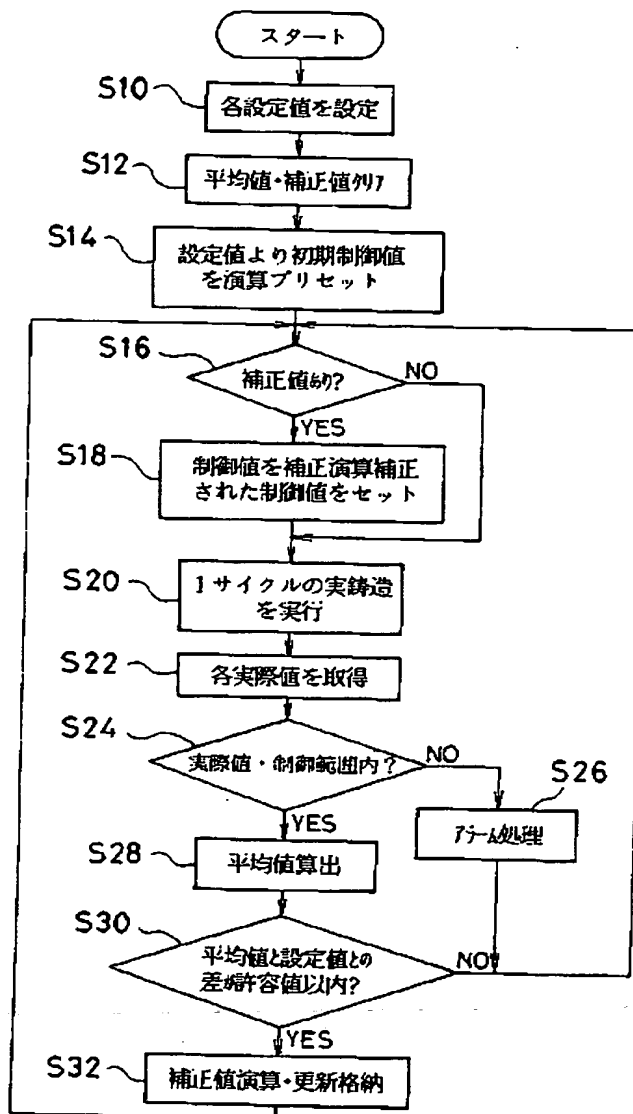 スタート
S10
各設定値を設定
S12
平均値・補正値クリア
S14
設定値より初期制御値
を演算プリセット
S16
補正値あり?
NO
YES
S18
制御値を補正演算補正
された制御値をセット
S20
1サイクルの実鋳造
を実行
S22
各実際値を取得
S24
実際値・制御範囲内?
NO
S26
アラーム処理
YES
S28
平均値算出
S30
平均値と設定値との
差が許容値以内?
NO
YES
S32
補正値演算・更新格納